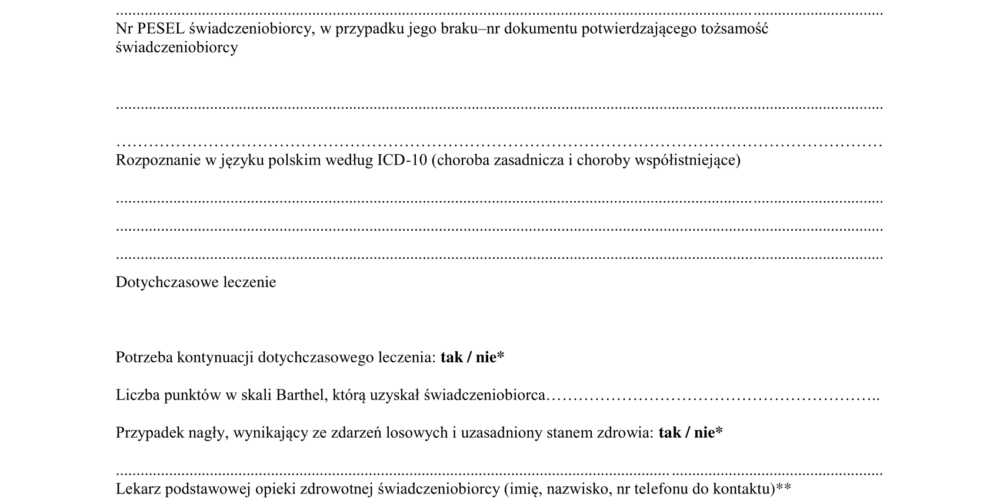 ................................................................................................................................................................
Nr PESEL świadczeniobiorcy, w przypadku jego braku–nr dokumentu potwierdzającego tożsamość
świadczeniobiorcy
................................................................................................................................................................
………………………………………………………………………………………………………………
Rozpoznanie w języku polskim według ICD-10 (choroba zasadnicza i choroby współistniejące)
................................................................................................................................................................
................................................................................................................................................................
................................................................................................................................................................
Dotychczasowe leczenie
Potrzeba kontynuacji dotychczasowego leczenia: tak / nie*
Liczba punktów w skali Barthel, którą uzyskał świadczeniobiorca……………………………………………………..
Przypadek nagły, wynikający ze zdarzeń losowych i uzasadniony stanem zdrowia: tak / nie*
................................................................................................................................................................
Lekarz podstawowej opieki zdrowotnej świadczeniobiorcy (imię, nazwisko, nr telefonu do kontaktu)**